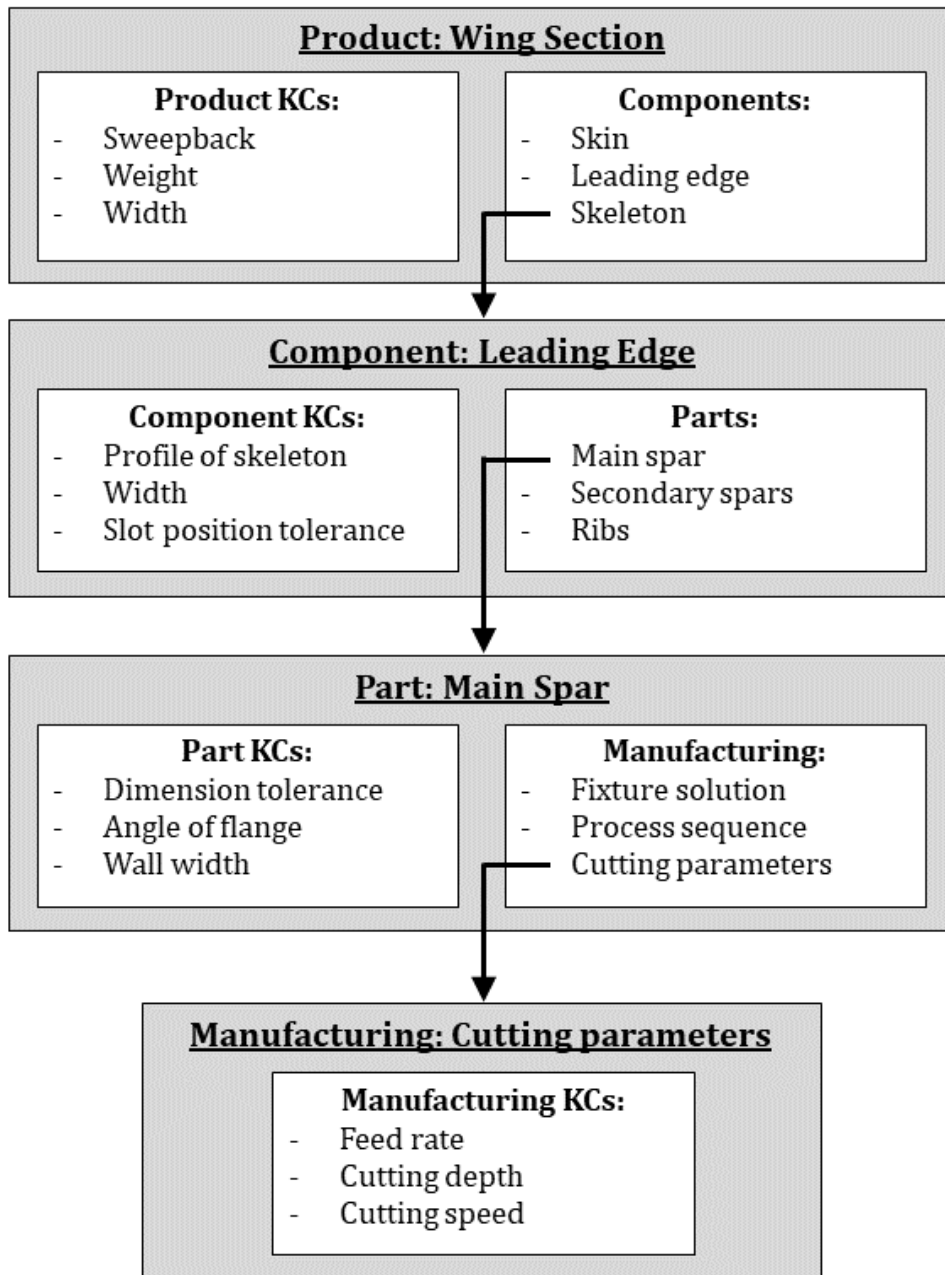 Product: Wing Section
Product KCs:
- Sweepback
- Weight
- Width
Components:
- Skin
- Leading edge
- Skeleton
Component: Leading Edge
Component KCs:
- Profile of skeleton
- Width
- Slot position tolerance
Parts:
- Main spar
- Secondary spars
- Ribs
Part: Main Spar
Part KCs:
- Dimension tolerance
- Angle of flange
- Wall width
Manufacturing:
- Fixture solution
- Process sequence
- Cutting parameters
Manufacturing: Cutting parameters
Manufacturing KCs:
- Feed rate
- Cutting depth
- Cutting speed